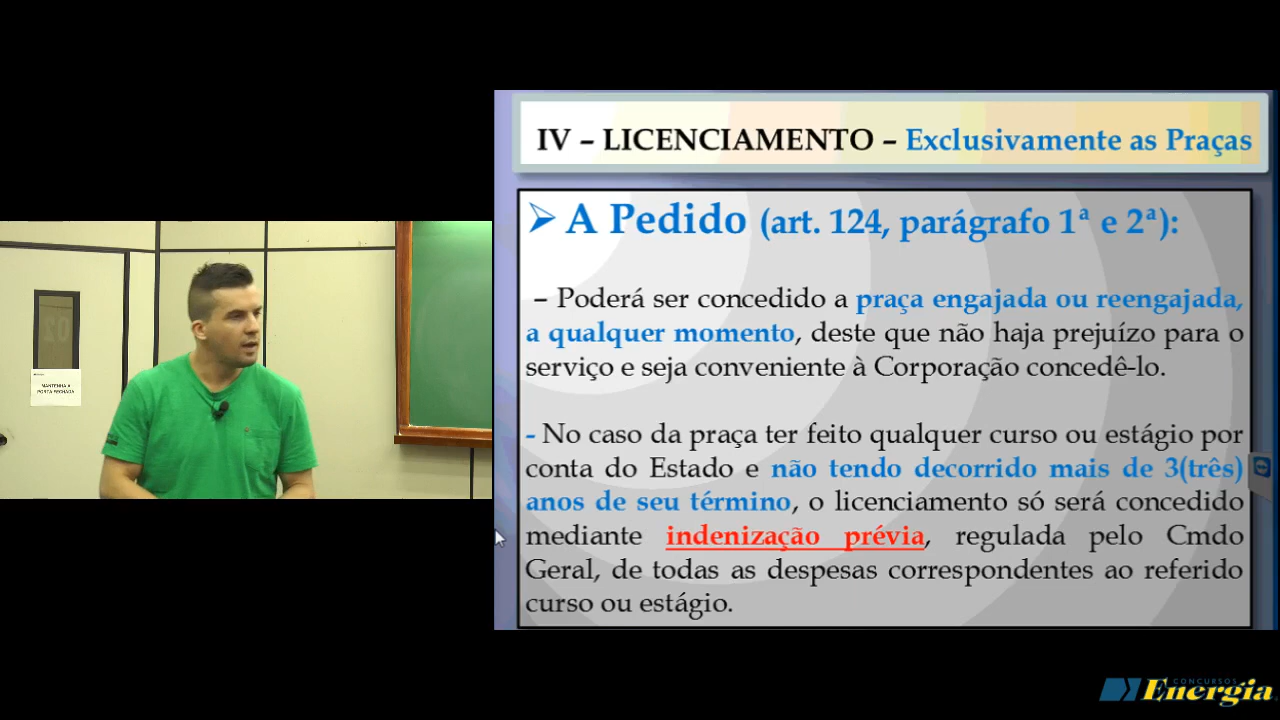 IV – LICENCIAMENTO – Exclusivamente as Praças
A Pedido (art. 124, parágrafo 1ª e 2ª):
– Poderá ser concedido a praça engajada ou reengajada,
a qualquer momento, deste que não haja prejuízo para o
serviço e seja conveniente à Corporação concedê-lo.
- No caso da praça ter feito qualquer curso ou estágio por
conta do Estado e não tendo decorrido mais de 3(três)
anos de seu término, o licenciamento só será concedido
mediante indenização prévia, regulada pelo Cmdo
Geral, de todas as despesas correspondentes ao referido
curso ou estágio.
MANTENHA A
PORTA FECHADA
CONCURSOS
Energia